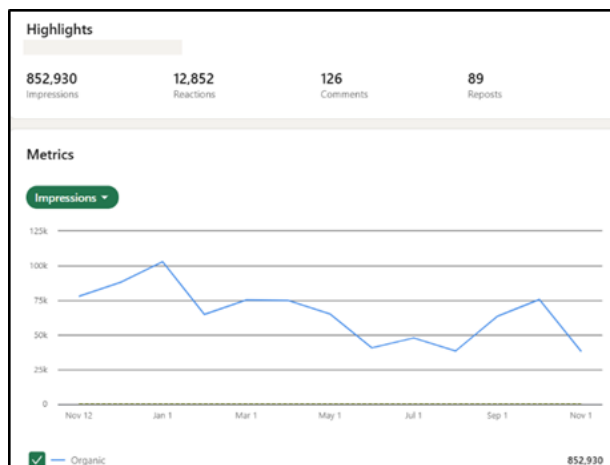 Highlights
852,930 12,852 126 89
Impressions Reactions Comments Reposts
Metrics
Impressions
125k
100k
75k
50k
25k
0
Nov 12 Jan 1 Mar 1 May 1 Jul 1 Sep 1 Nov 1
Organic 852,930